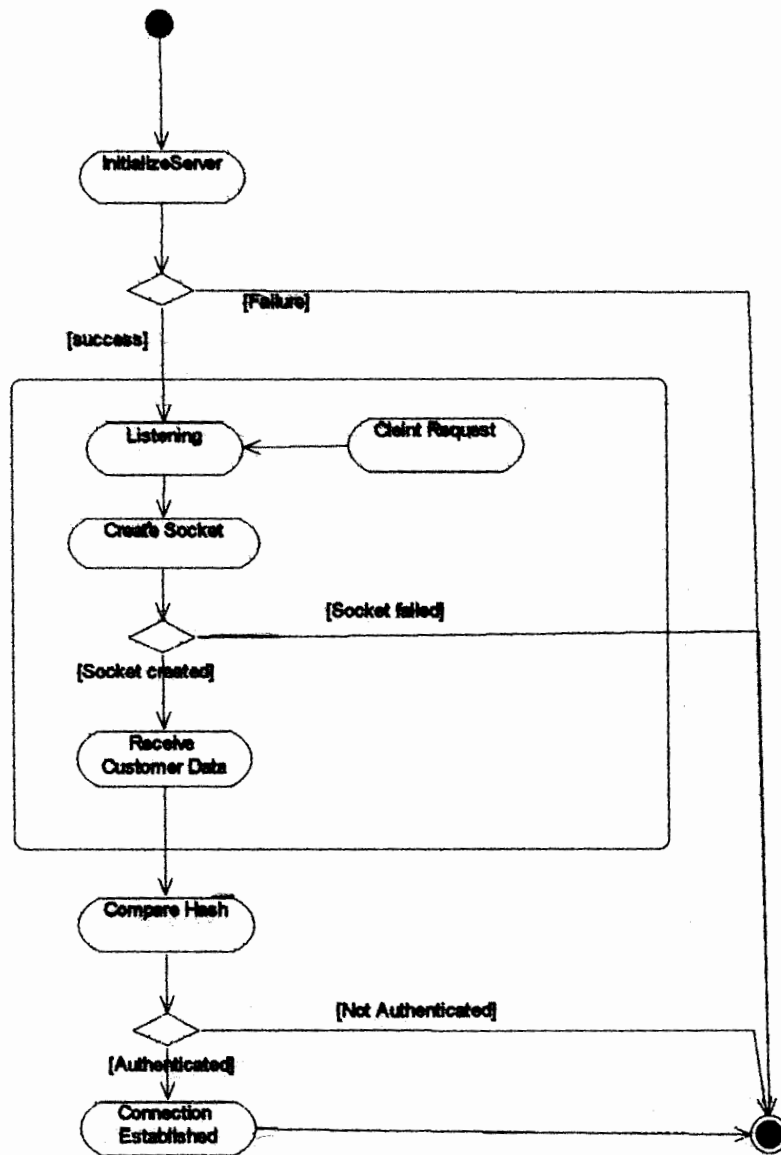 InitializeServer
[Failure]
[success]
Listening
Cleint Request
Create Socket
[Socket failed]
[Socket created]
Receive
Customer Data
Compare Hash
[Not Authenticated]
[Authenticated]
Connection
Established